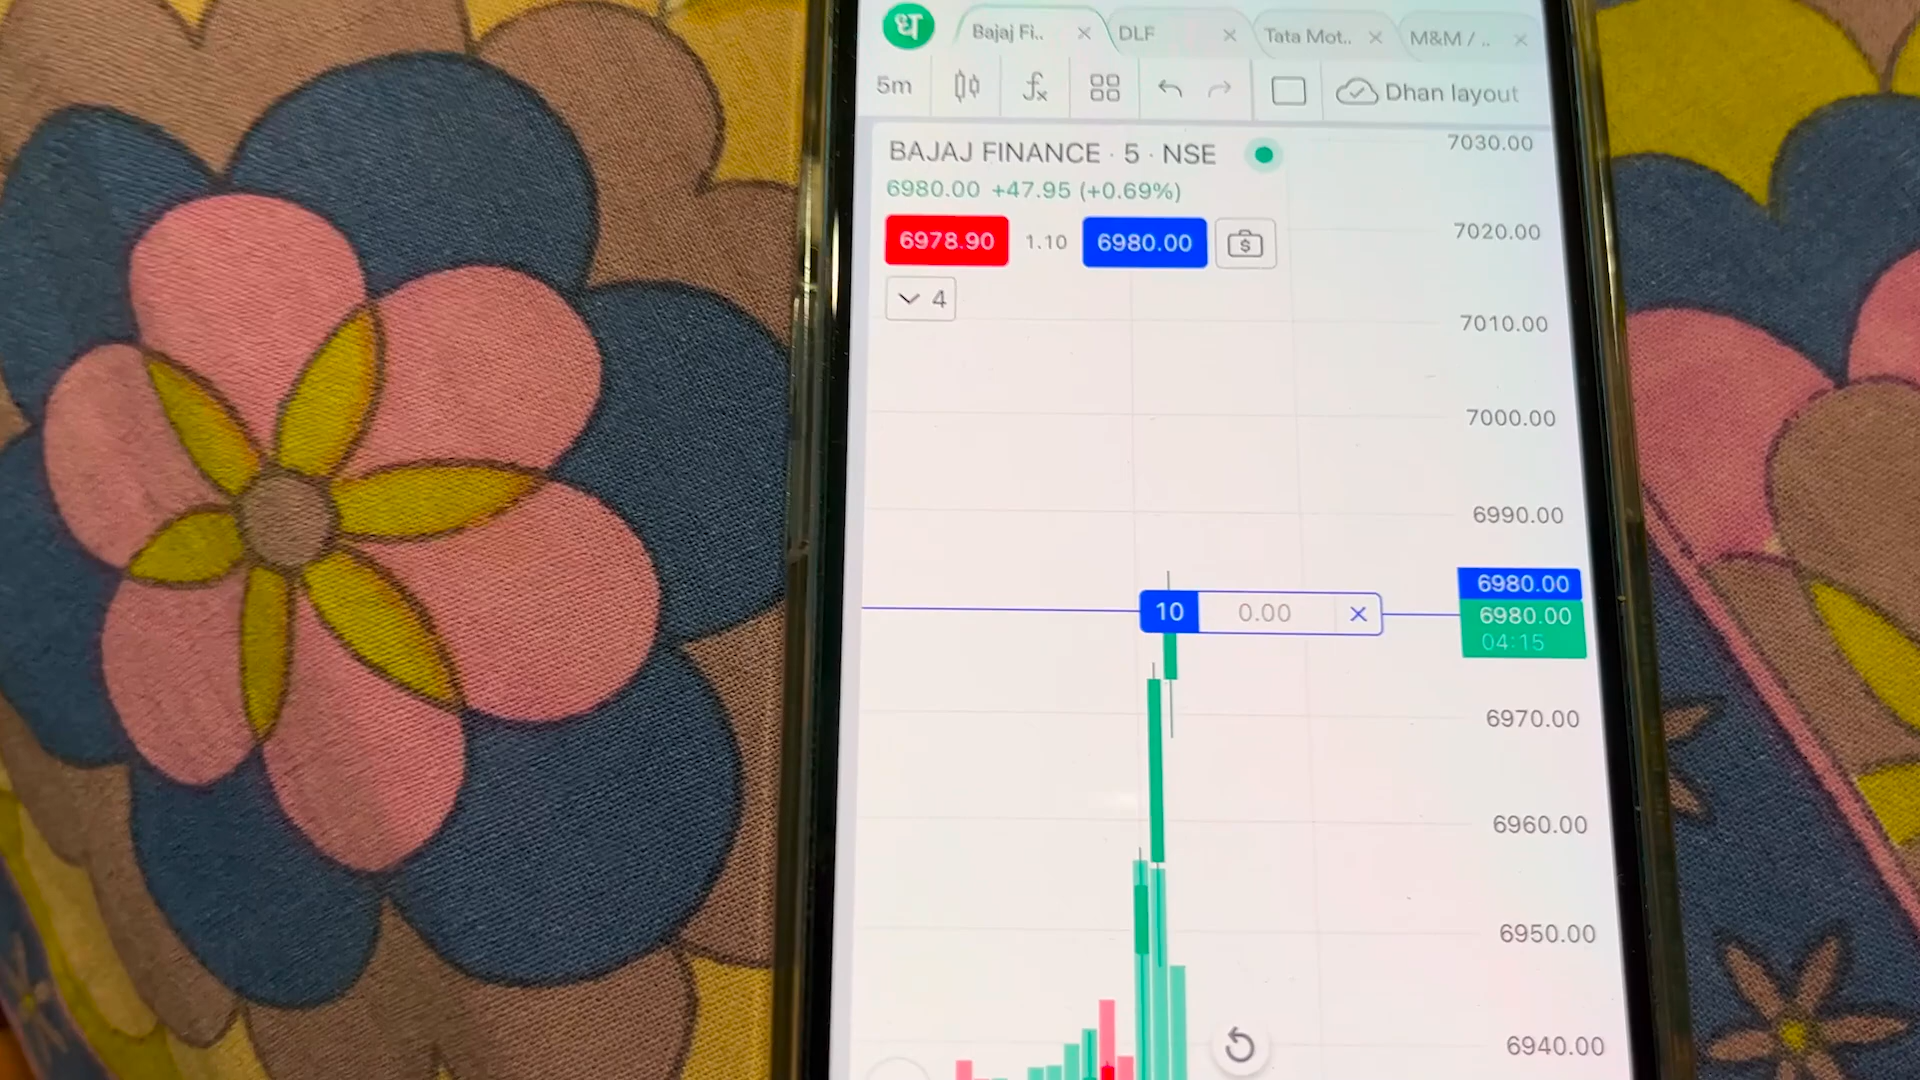 ध
Bajaj Fi..
DLF
Tata Mot..
M&M / ..
5m
Dhan layout
BAJAJ FINANCE · 5 · NSE
6980.00 +47.95 (+0.69%)
6978.90
1.10
6980.00
4
7030.00
7020.00
7010.00
7000.00
6990.00
6980.00
10
0.00
6980.00
04:15
6970.00
6960.00
6950.00
6940.00